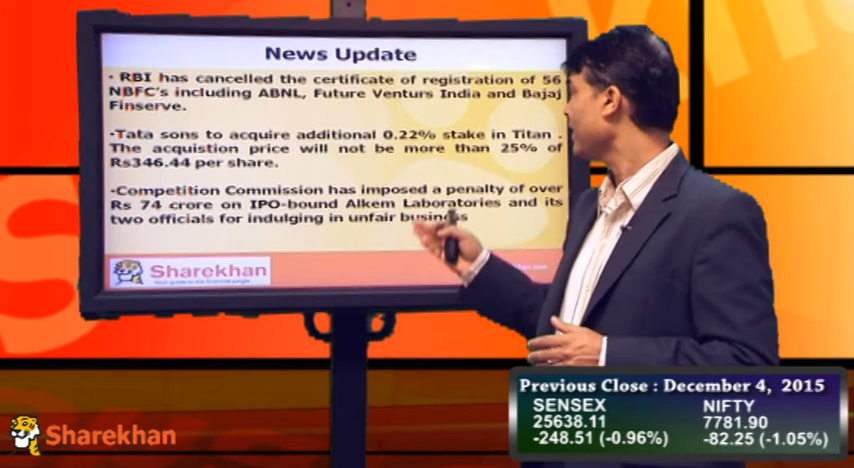 News Update
· RBI has cancelled the certificate of registration of 56
NBFC's including ABNL, Future Venturs India and Bajaj
Finserve.
·Tata sons to acquire additional 0.22% stake in Titan .
The acquistion price will not be more than 25% of
Rs346.44 per share.
·Competition Commission has imposed a penalty of over
Rs 74 crore on IPO-bound Alkem Laboratories and its
two officials for indulging in unfair business
Sharekhan
Your guide to the financial jungle
Previous Close : December 4, 2015
SENSEX NIFTY
25638.11 7781.90
-248.51 (-0.96%) -82.25 (-1.05%)
Sharekhan